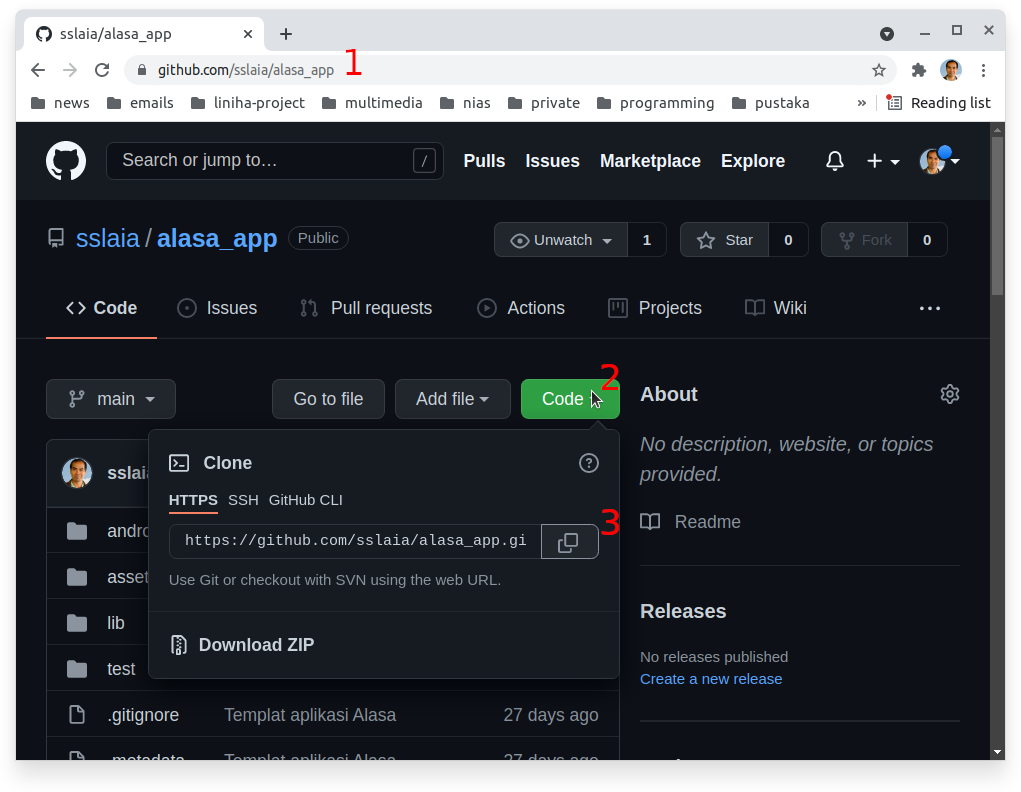 sslaia/alasa_app
github.com/sslaia/alasa_app 1
news emails liniha-project multimedia nias private programming pustaka » Reading list
Search or jump to… / Pulls Issues Marketplace Explore
sslaia / alasa_app Public Unwatch 1 Star 0 Fork 0
Code Issues Pull requests Actions Projects Wiki
2
main Go to file Add file Code About
No description, website, or topics
provided.
sslai Clone
HTTPS SSH GitHub CLI
3
Readme
andro https://github.com/sslaia/alasa_app.gi
asset Use Git or checkout with SVN using the web URL.
lib Releases
test Download ZIP No releases published
Create a new release
.gitignore Templat aplikasi Alasa 27 days ago
.metadata Templat aplikasi Alasa 27 days ago